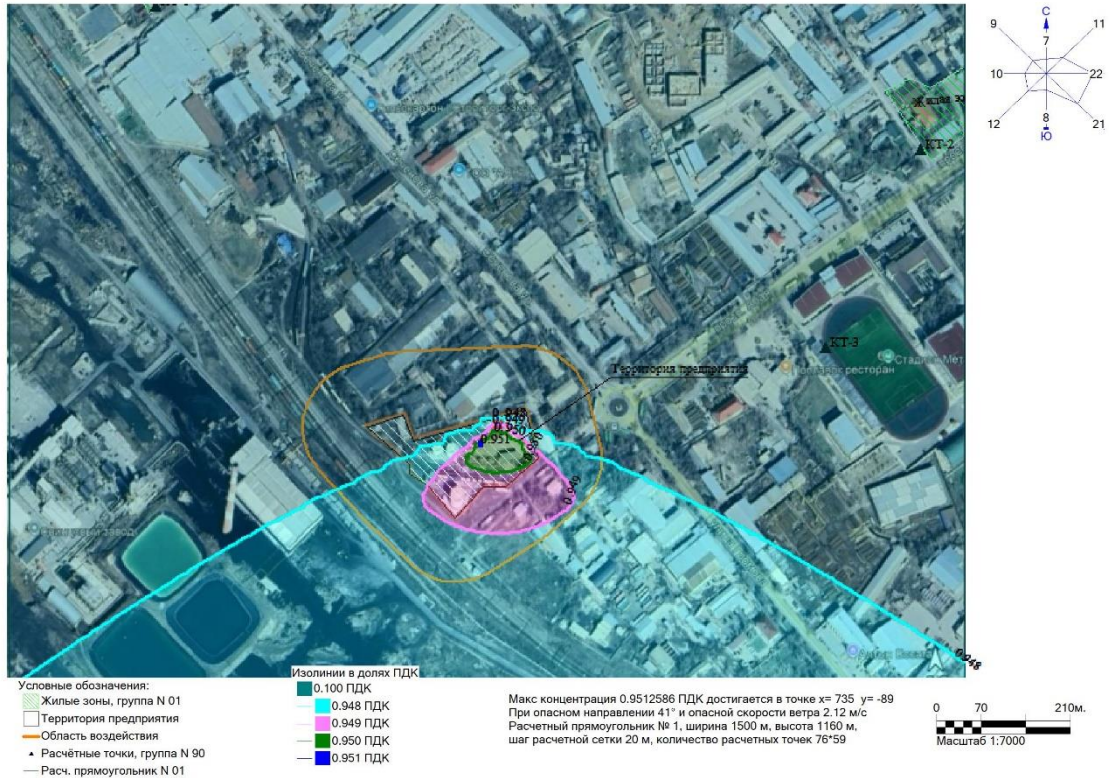 С
9
11
7
10
22
12
8
21
Ю
Жилая
КТ-2
КТ-3
ресторан
Территория предприятия
0.949
0.950
0.951
0.949
0.948
Условные обозначения:
Жилые зоны, группа N 01
Территория предприятия
Область воздействия
Расчётные точки, группа N 90
Расч. прямоугольник N 01
Изолинии в долях ПДК
0.100 ПДК
0.948 ПДК
0.949 ПДК
0.950 ПДК
0.951 ПДК
Макс концентрация 0.9512586 ПДК достигается в точке x= 735 y= -89
При опасном направлении 41° и опасной скорости ветра 2.12 м/с
Расчетный прямоугольник № 1, ширина 1500 м, высота 1160 м,
шаг расчетной сетки 20 м, количество расчетных точек 76*59
0 70 210м.
Масштаб 1:7000